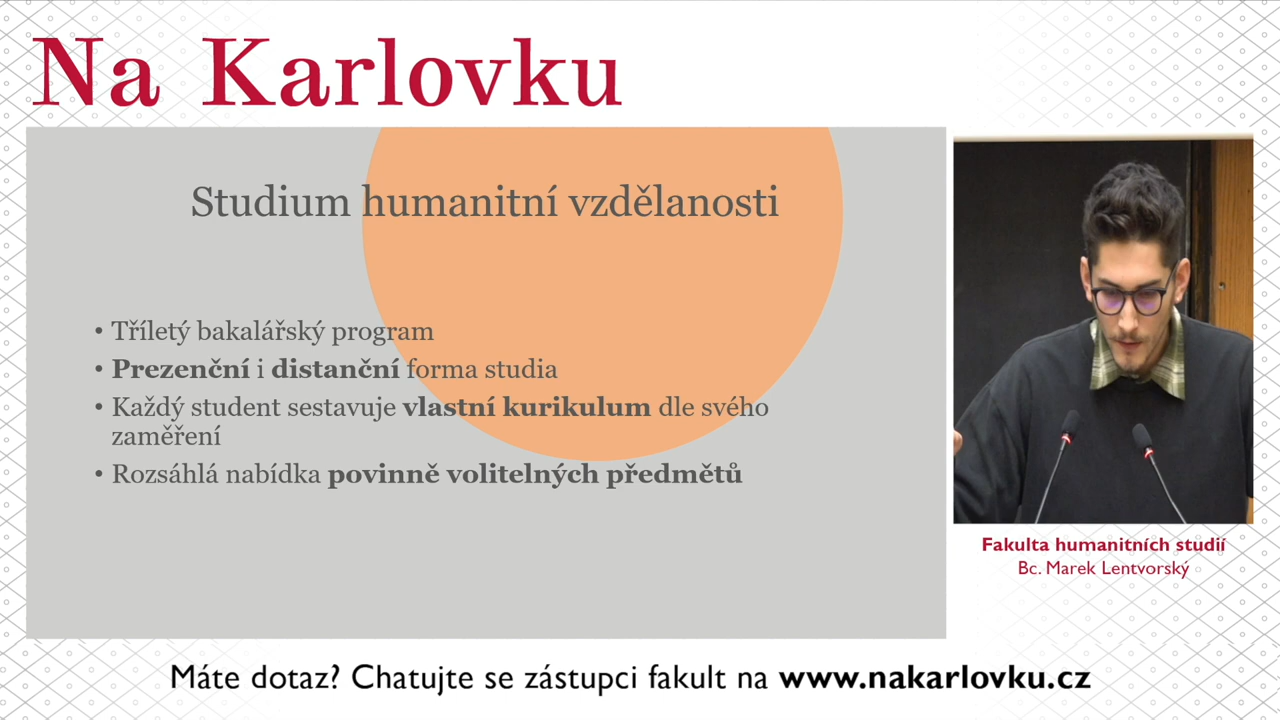 Na Karlovku
Studium humanitní vzdělanosti
• Tříletý bakalářský program
• Prezenční i distanční forma studia
• Každý student sestavuje vlastní kurikulum dle svého
zaměření
• Rozsáhlá nabídka povinně volitelných předmětů
Fakulta humanitních studií
Bc. Marek Lentvorský
Máte dotaz? Chatujte se zástupci fakult na www.nakarlovku.cz